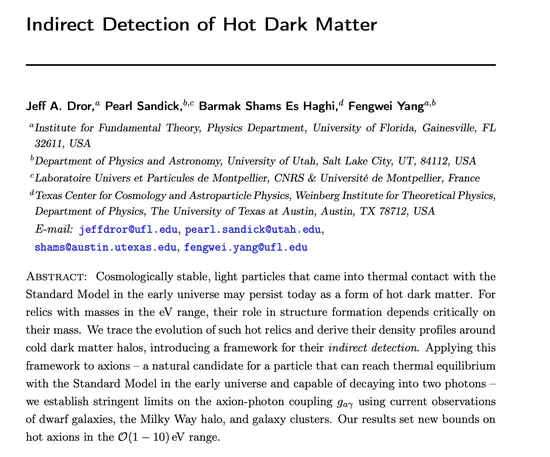 Indirect Detection of Hot Dark Matter
Jeff A. Dror,ᵃ Pearl Sandick,ᵇ,ᶜ Barmak Shams Es Haghi,ᵈ Fengwei Yangᵃ,ᵇ
ᵃInstitute for Fundamental Theory, Physics Department, University of Florida, Gainesville, FL
32611, USA
ᵇDepartment of Physics and Astronomy, University of Utah, Salt Lake City, UT, 84112, USA
ᶜLaboratoire Univers et Particules de Montpellier, CNRS & Université de Montpellier, France
ᵈTexas Center for Cosmology and Astroparticle Physics, Weinberg Institute for Theoretical Physics,
Department of Physics, The University of Texas at Austin, Austin, TX 78712, USA
E-mail: jeffdror@ufl.edu, pearl.sandick@utah.edu,
shams@austin.utexas.edu, fengwei.yang@ufl.edu
Abstract: Cosmologically stable, light particles that came into thermal contact with the
Standard Model in the early universe may persist today as a form of hot dark matter. For
relics with masses in the eV range, their role in structure formation depends critically on
their mass. We trace the evolution of such hot relics and derive their density profiles around
cold dark matter halos, introducing a framework for their indirect detection. Applying this
framework to axions – a natural candidate for a particle that can reach thermal equilibrium
with the Standard Model in the early universe and capable of decaying into two photons –
we establish stringent limits on the axion-photon coupling gₐᵧ using current observations
of dwarf galaxies, the Milky Way halo, and galaxy clusters. Our results set new bounds on
hot axions in the 𝒪(1 − 10) eV range.